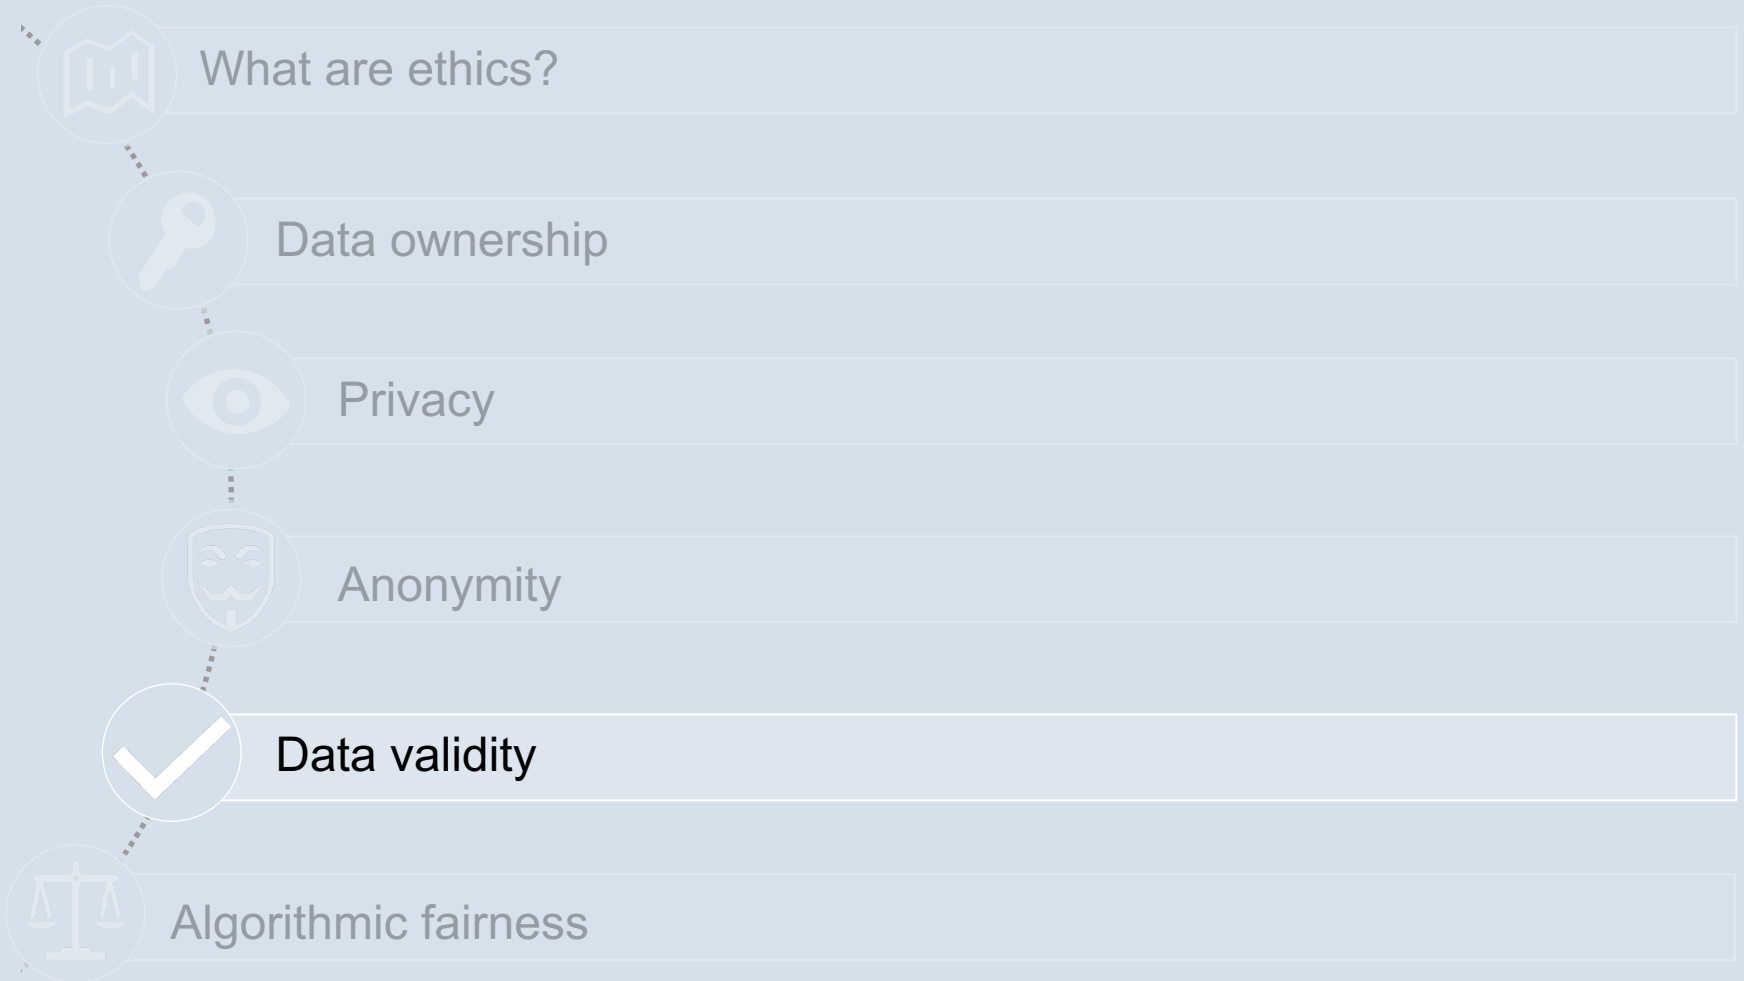 What are ethics?
Data ownership
Privacy
Anonymity
Data validity
Algorithmic fairness